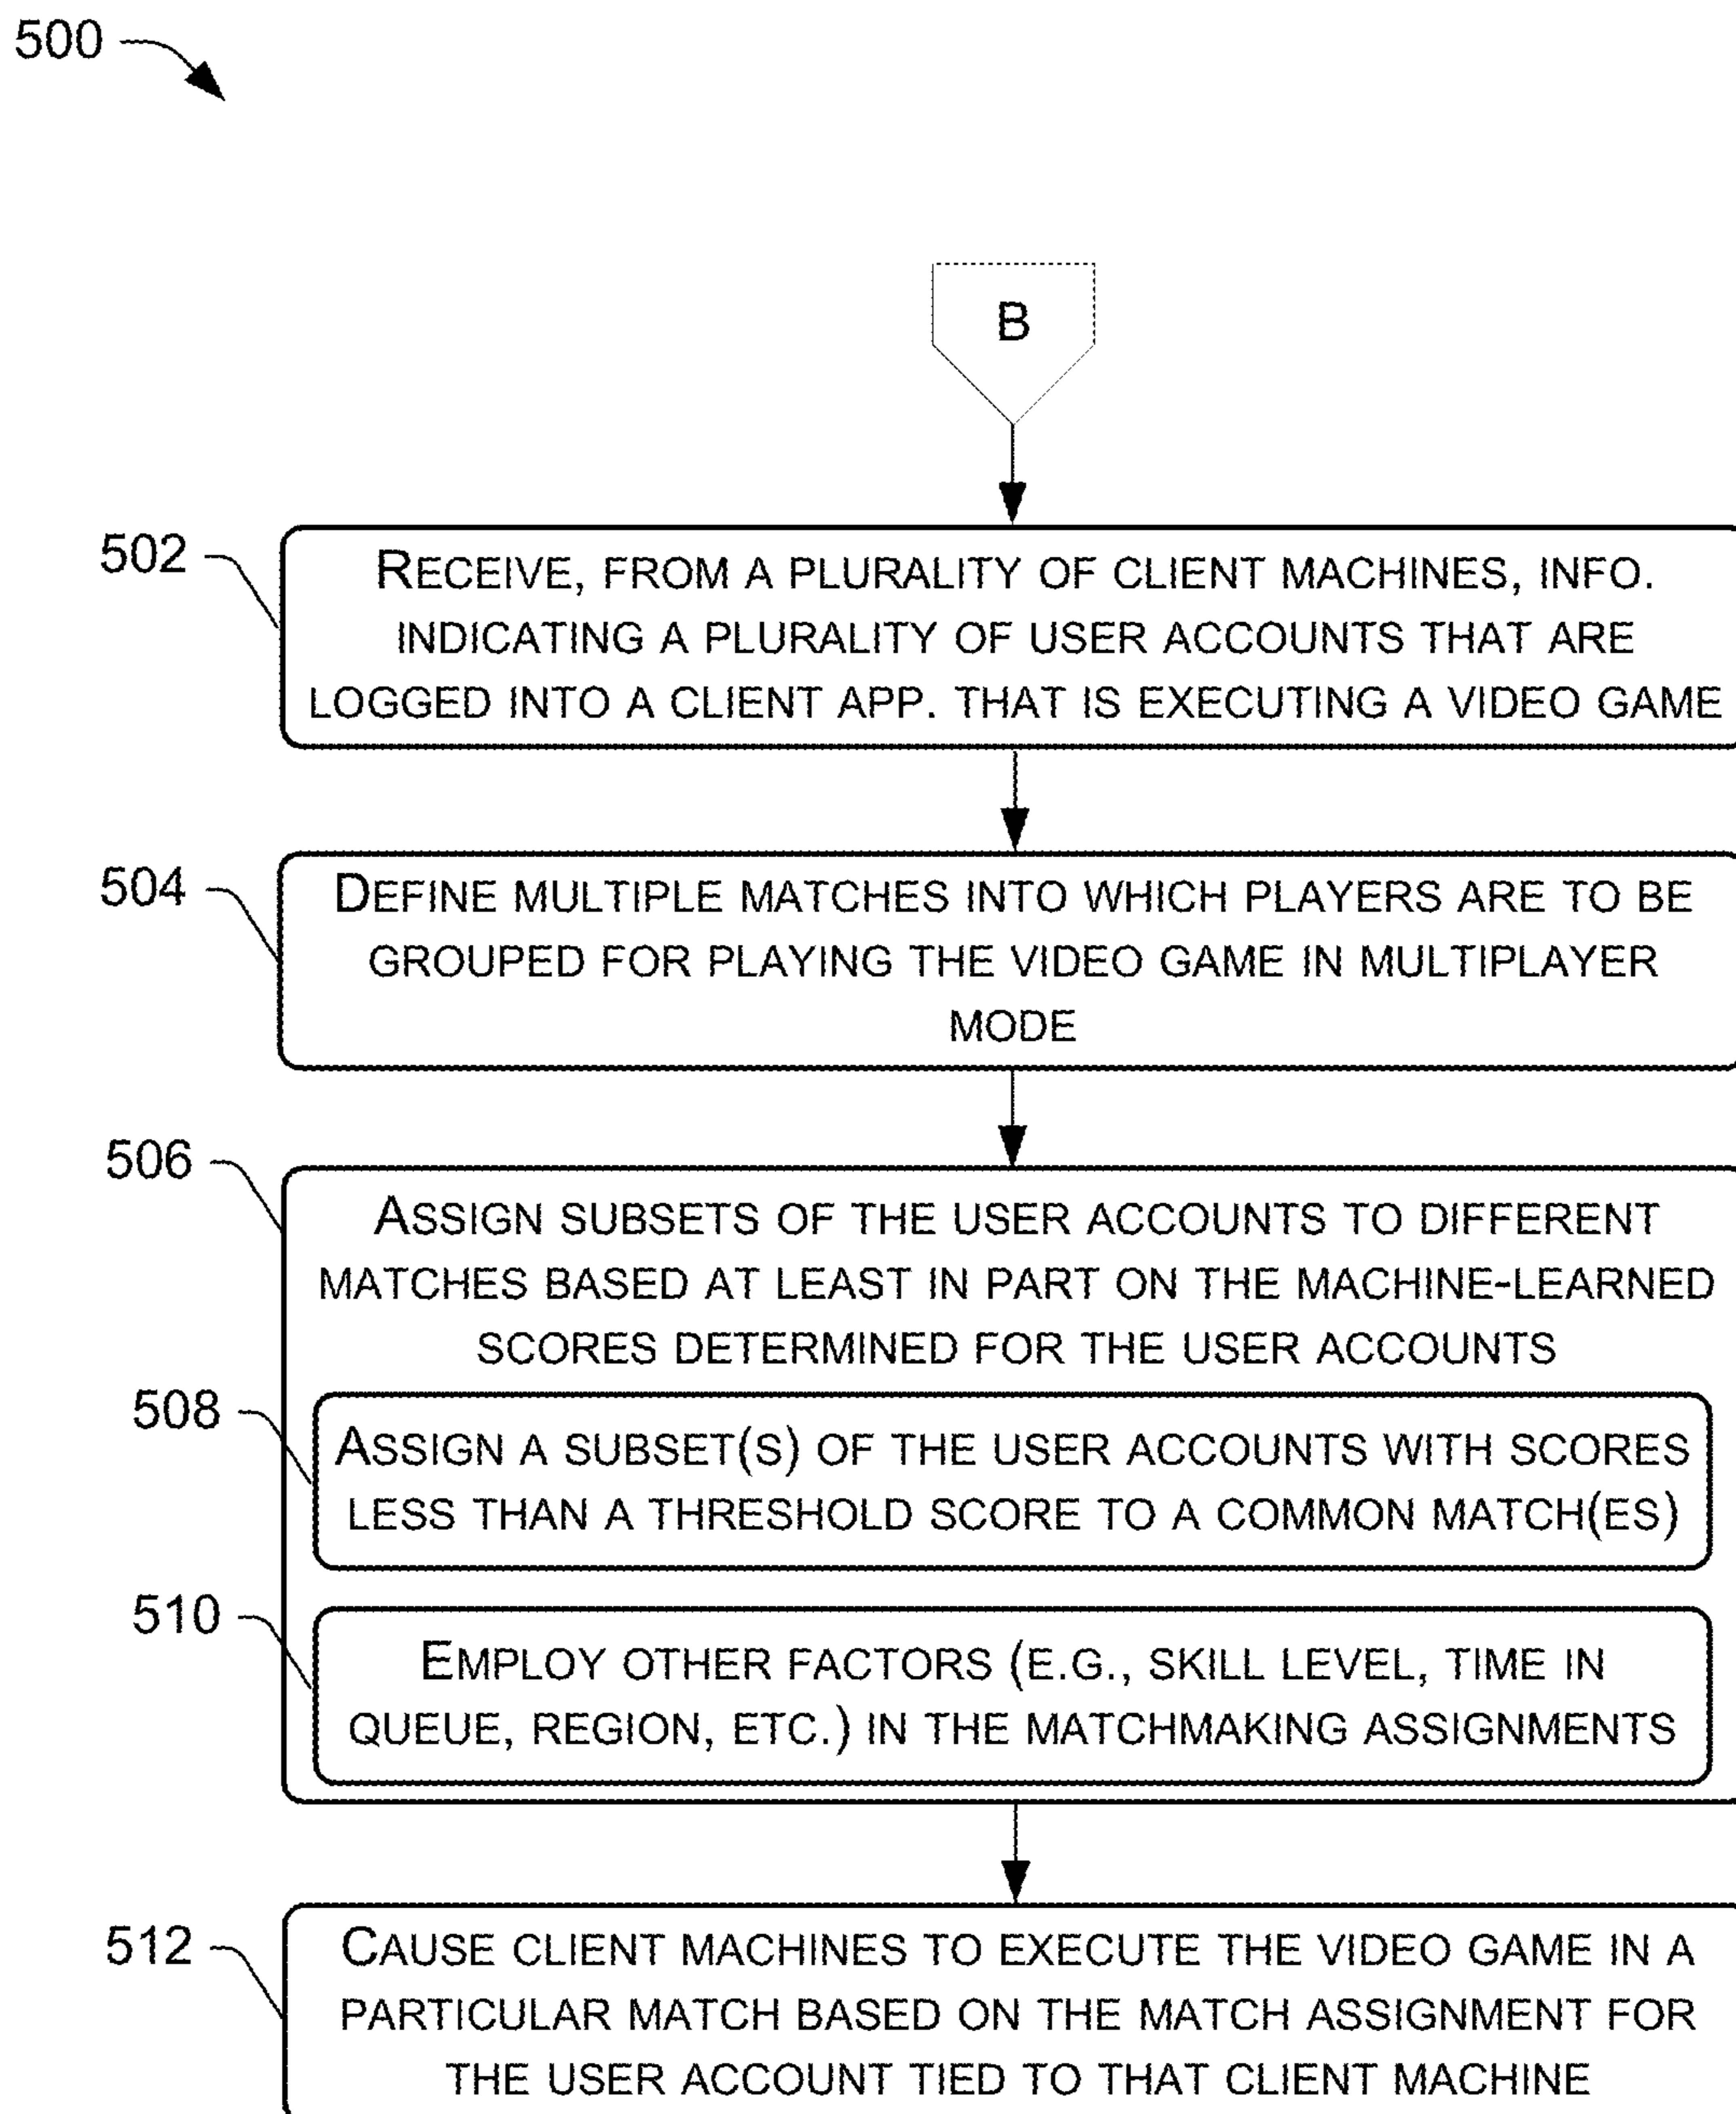 500
B
502
RECEIVE, FROM A PLURALITY OF CLIENT MACHINES, INFO.
INDICATING A PLURALITY OF USER ACCOUNTS THAT ARE
LOGGED INTO A CLIENT APP. THAT IS EXECUTING A VIDEO GAME
504
DEFINE MULTIPLE MATCHES INTO WHICH PLAYERS ARE TO BE
GROUPED FOR PLAYING THE VIDEO GAME IN MULTIPLAYER
MODE
506
ASSIGN SUBSETS OF THE USER ACCOUNTS TO DIFFERENT
MATCHES BASED AT LEAST IN PART ON THE MACHINE-LEARNED
SCORES DETERMINED FOR THE USER ACCOUNTS
508
ASSIGN A SUBSET(S) OF THE USER ACCOUNTS WITH SCORES
LESS THAN A THRESHOLD SCORE TO A COMMON MATCH(ES)
510
EMPLOY OTHER FACTORS (E.G., SKILL LEVEL, TIME IN
QUEUE, REGION, ETC.) IN THE MATCHMAKING ASSIGNMENTS
512
CAUSE CLIENT MACHINES TO EXECUTE THE VIDEO GAME IN A
PARTICULAR MATCH BASED ON THE MATCH ASSIGNMENT FOR
THE USER ACCOUNT TIED TO THAT CLIENT MACHINE